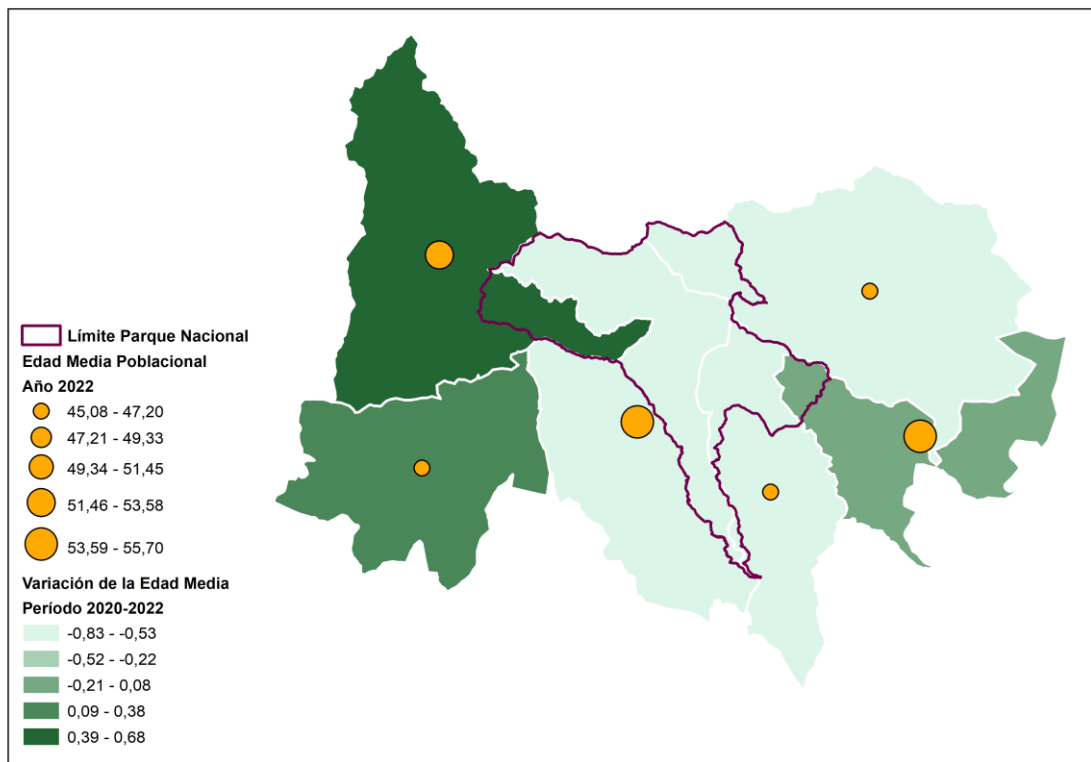 Límite Parque Nacional
Edad Media Poblacional
Año 2022
45,08 - 47,20
47,21 - 49,33
49,34 - 51,45
51,46 - 53,58
53,59 - 55,70
Variación de la Edad Media
Período 2020-2022
-0,83 - -0,53
-0,52 - -0,22
-0,21 - 0,08
0,09 - 0,38
0,39 - 0,68